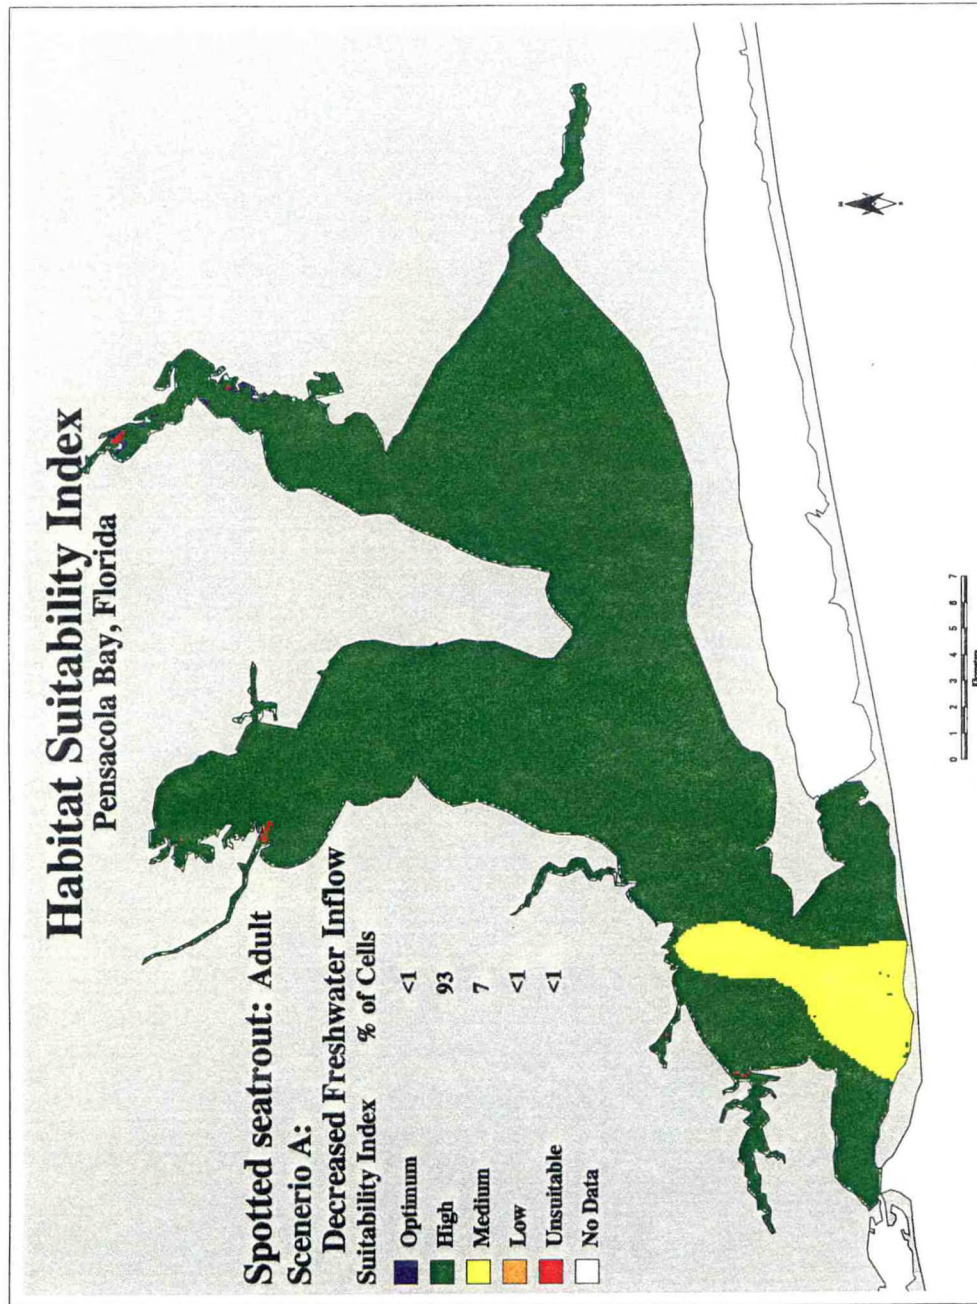 Habitat Suitability Index
Pensacola Bay, Florida
Spotted seatrout: Adult
Scenerio A:
Decreased Freshwater Inflow
Suitability Index % of Cells
Optimum <1
High 93
Medium 7
Low <1
Unsuitable <1
No Data
0 1 2 3 4 5 6 7